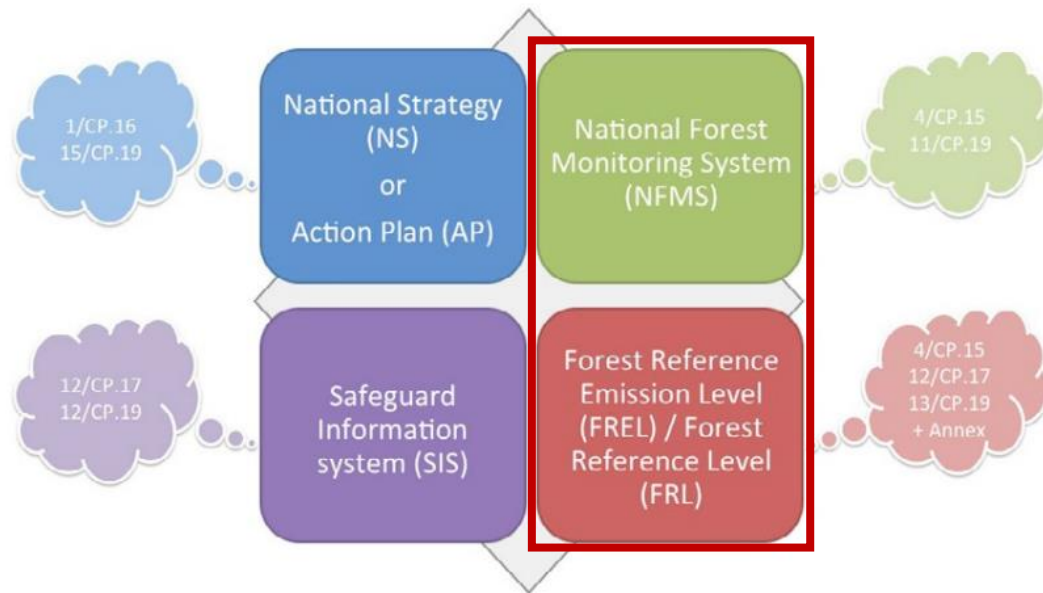 1/CP.16
15/CP.19
National Strategy
(NS)
or
Action Plan (AP)
National Forest
Monitoring System
(NFMS)
4/CP.15
11/CP.19
12/CP.17
12/CP.19
Safeguard
Information
system (SIS)
Forest Reference
Emission Level
(FREL) / Forest
Reference Level
(FRL)
4/CP.15
12/CP.17
13/CP.19
+ Annex